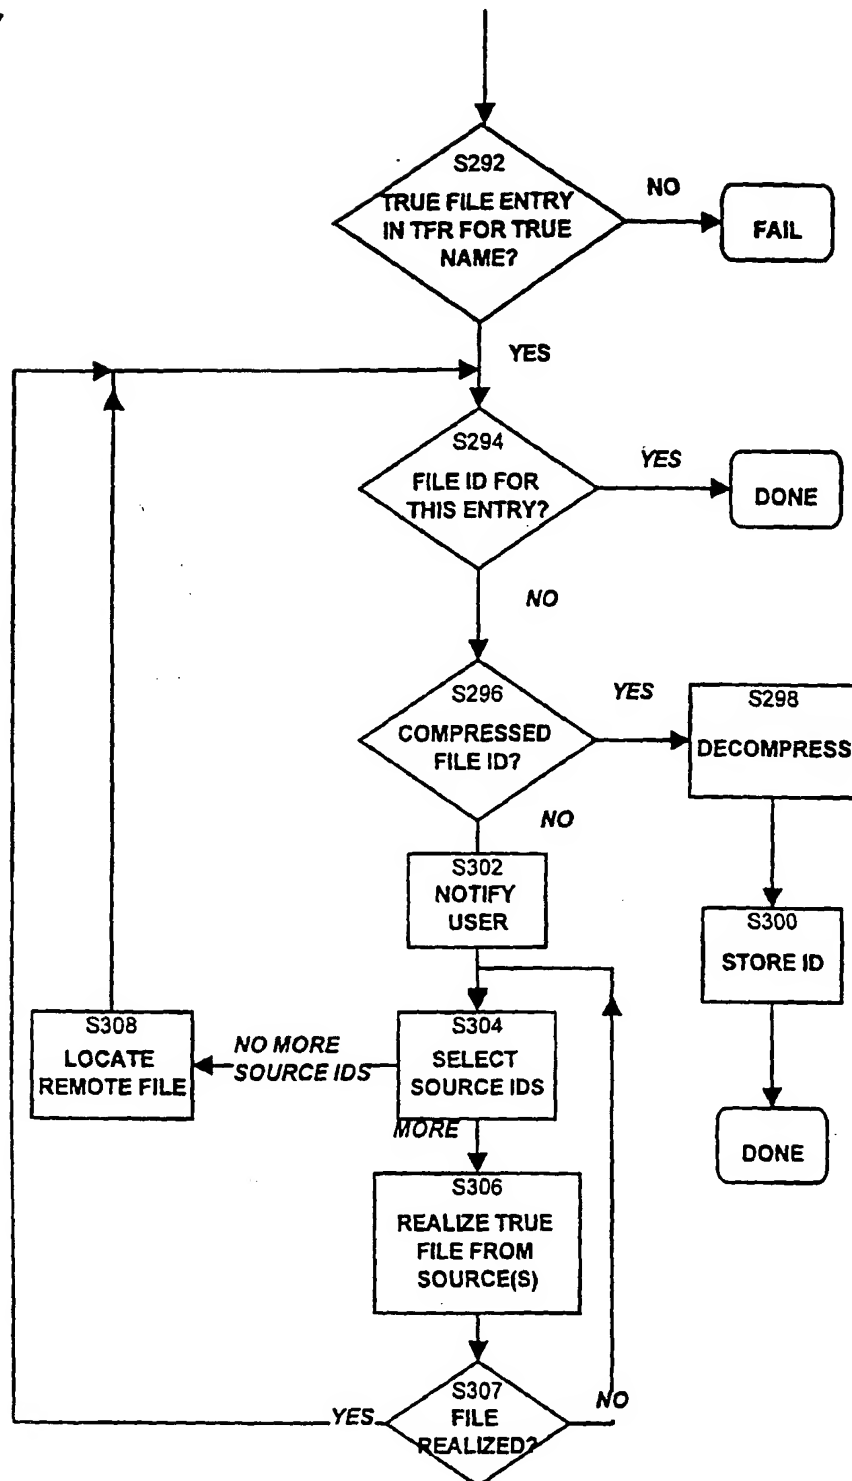 S292
TRUE FILE ENTRY
IN TFR FOR TRUE
NAME?
NO
FAIL
YES
S294
FILE ID FOR
THIS ENTRY?
YES
DONE
NO
S296
COMPRESSED
FILE ID?
YES
S298
DECOMPRESS
NO
S302
NOTIFY
USER
S300
STORE ID
S308
LOCATE
REMOTE FILE
NO MORE
SOURCE IDS
S304
SELECT
SOURCE IDS
MORE
DONE
S306
REALIZE TRUE
FILE FROM
SOURCE(S)
S307
FILE
REALIZED?
YES
NO